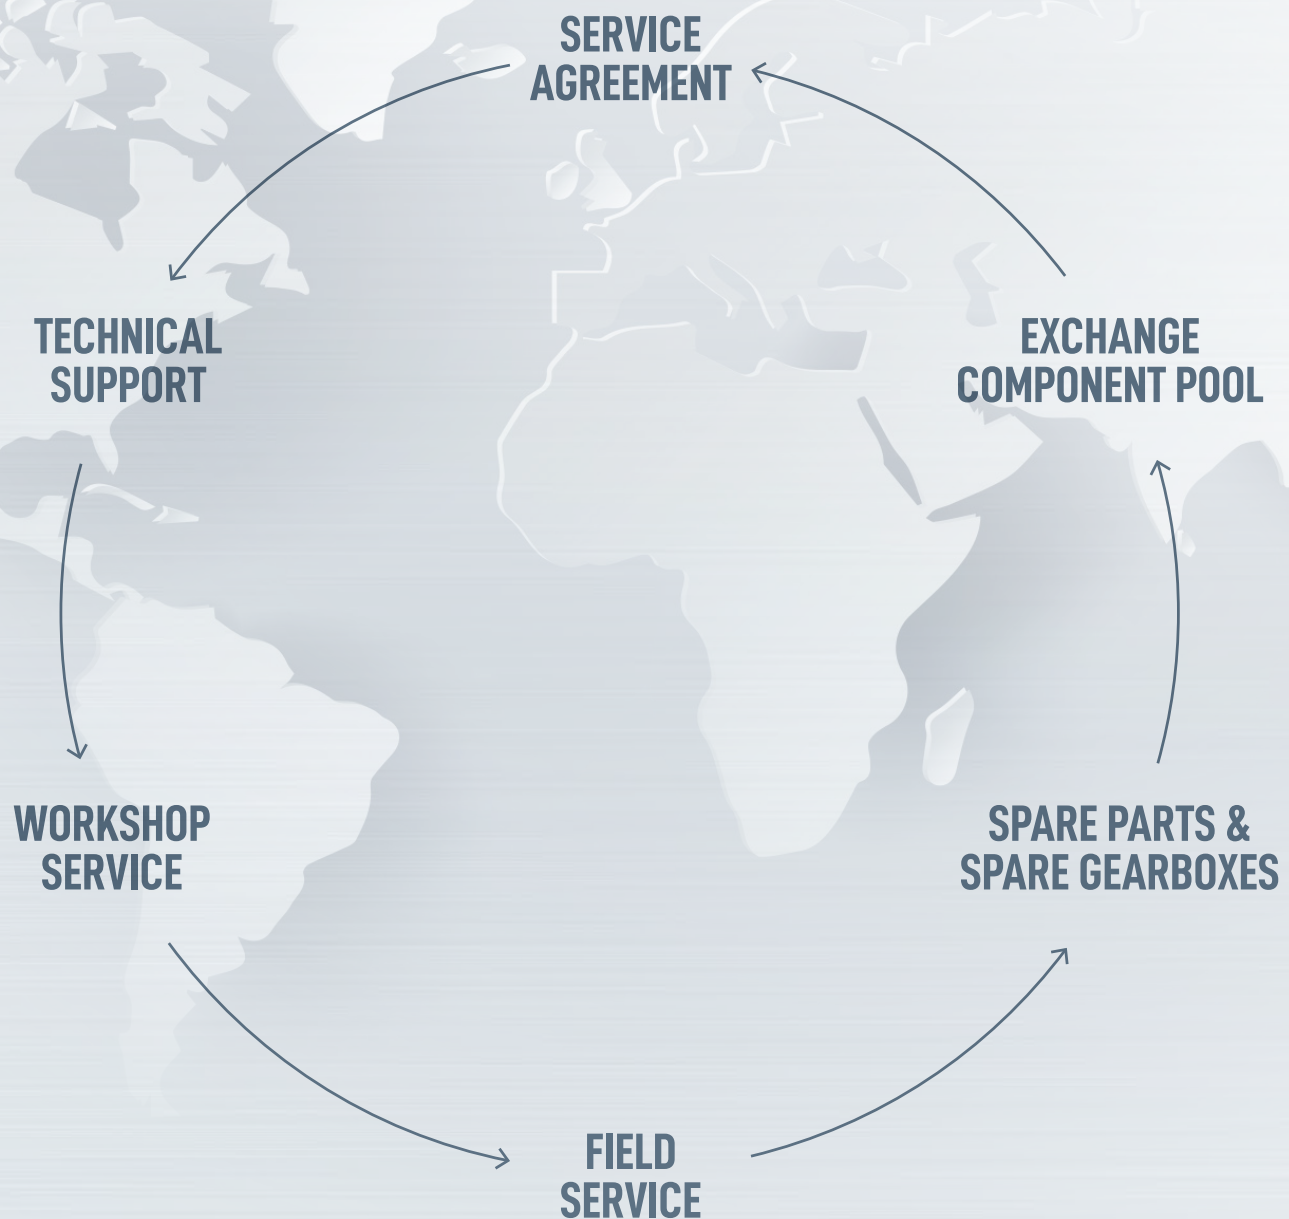 SERVICE
AGREEMENT
TECHNICAL
SUPPORT
EXCHANGE
COMPONENT POOL
WORKSHOP
SERVICE
SPARE PARTS &
SPARE GEARBOXES
FIELD
SERVICE